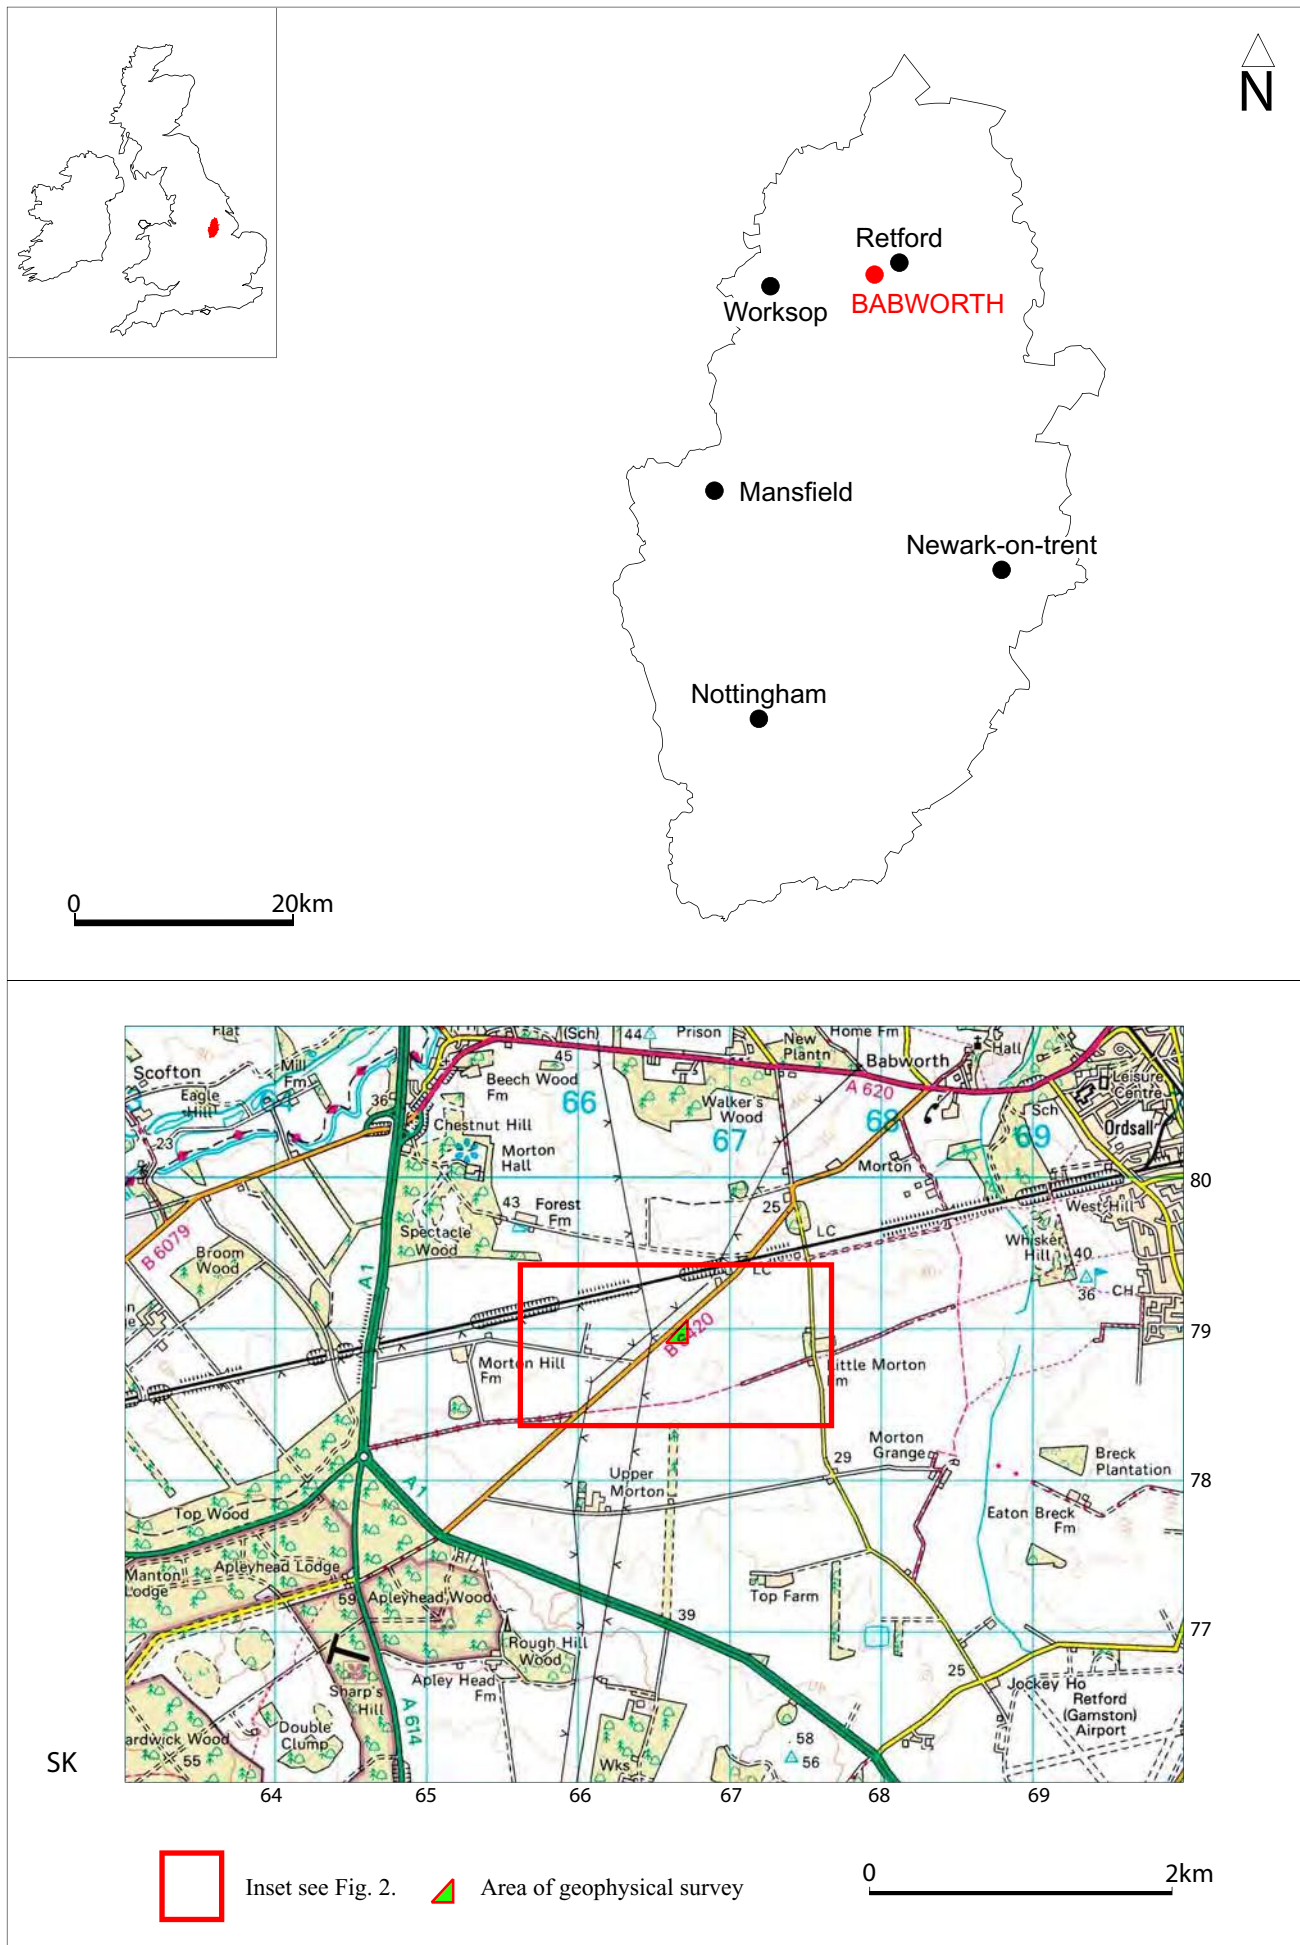 N
Retford
BABWORTH
Worksop
Mansfield
Newark-on-trent
Nottingham
0 20km
Flat
(Sch)
44
Prison
Home Fm
New
Plantn
Hall
Babworth
Scofton
Mill
Fm
45
Beech Wood
Fm
A 620
Leisure
Centre
Eagle
Hill
36
66
Walker's
Wood
68
Sch
Chestnut Hill
67
69
Ordsall
23
Morton
Hall
Morton
80
43
Forest
Fm
25
West Hill
B 6079
Broom
Wood
Spectacle
Wood
LC
Whisker
Hill
40
A 1
LC
36
CH
79
B 6420
Morton Hill
Fm
Little Morton
Fm
Morton
Grange
Breck
Plantation
29
78
A 1
Upper
Morton
Top Wood
Eaton Breck
Fm
Manton
Lodge
Apleyhead Lodge
59
Apleyhead Wood
Top Farm
39
77
Rough Hill
Wood
T
Apley Head
Fm
25
Sharp's
Hill
Jockey Ho
Retford
(Gamston)
Airport
A 614
Double
Clump
ardwick Wood
55
58
56
Wks
SK
64 65 66 67 68 69
Inset see Fig. 2.
Area of geophysical survey
0 2km